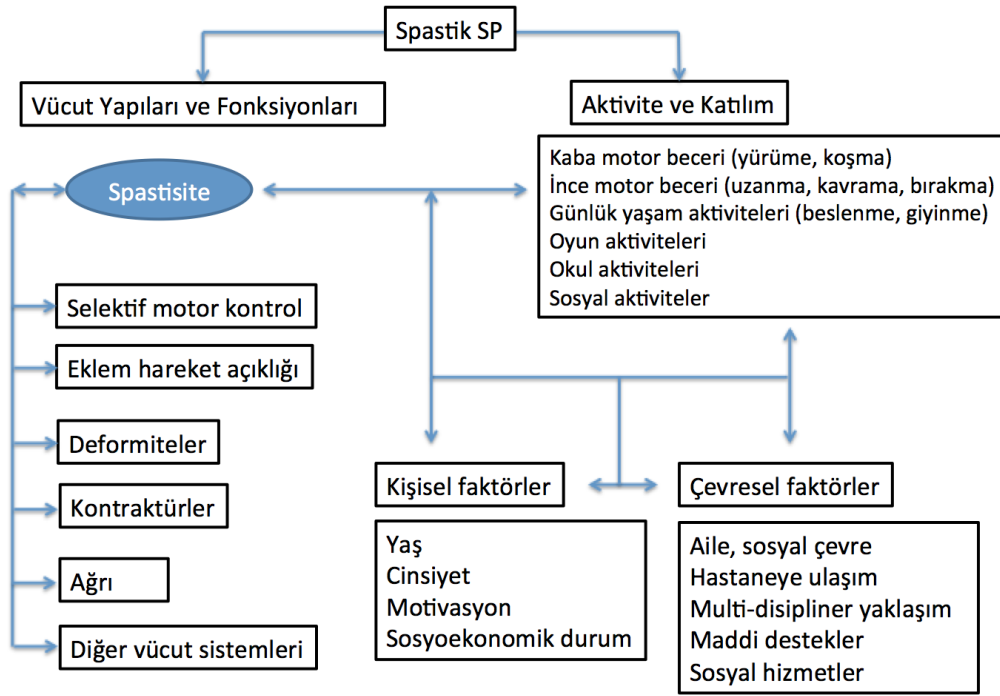 Spastik SP
Vücut Yapıları ve Fonksiyonları
Aktivite ve Katılım
Spastisite
Kaba motor beceri (yürüme, koşma)
İnce motor beceri (uzanma, kavrama, bırakma)
Günlük yaşam aktiviteleri (beslenme, giyinme)
Oyun aktiviteleri
Okul aktiviteleri
Sosyal aktiviteler
Selektif motor kontrol
Eklem hareket açıklığı
Deformiteler
Kontraktürler
Ağrı
Diğer vücut sistemleri
Kişisel faktörler
Yaş
Cinsiyet
Motivasyon
Sosyoekonomik durum
Çevresel faktörler
Aile, sosyal çevre
Hastaneye ulaşım
Multi-disipliner yaklaşım
Maddi destekler
Sosyal hizmetler